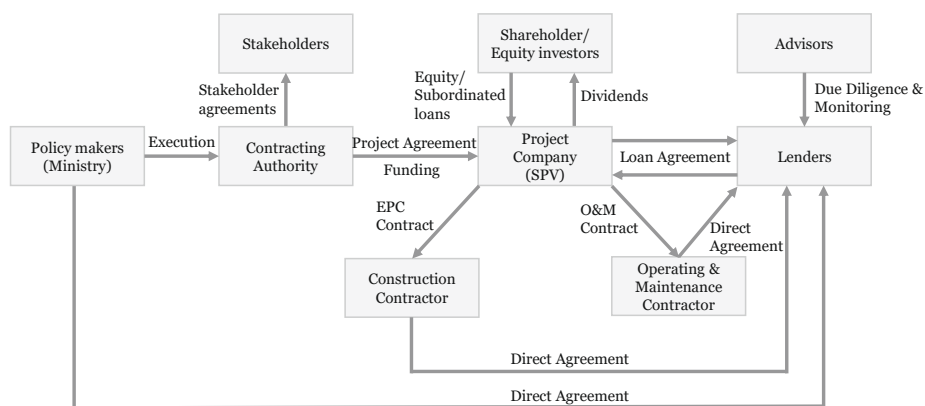 Stakeholders
Shareholder/
Equity investors
Advisors
Stakeholder
agreements
Equity/
Subordinated
loans
Dividends
Due Diligence &
Monitoring
Policy makers
(Ministry)
Execution
Contracting
Authority
Project Agreement
Funding
Project
Company
(SPV)
Loan Agreement
Lenders
EPC
Contract
O&M
Contract
Direct
Agreement
Construction
Contractor
Operating &
Maintenance
Contractor
Direct Agreement
Direct Agreement